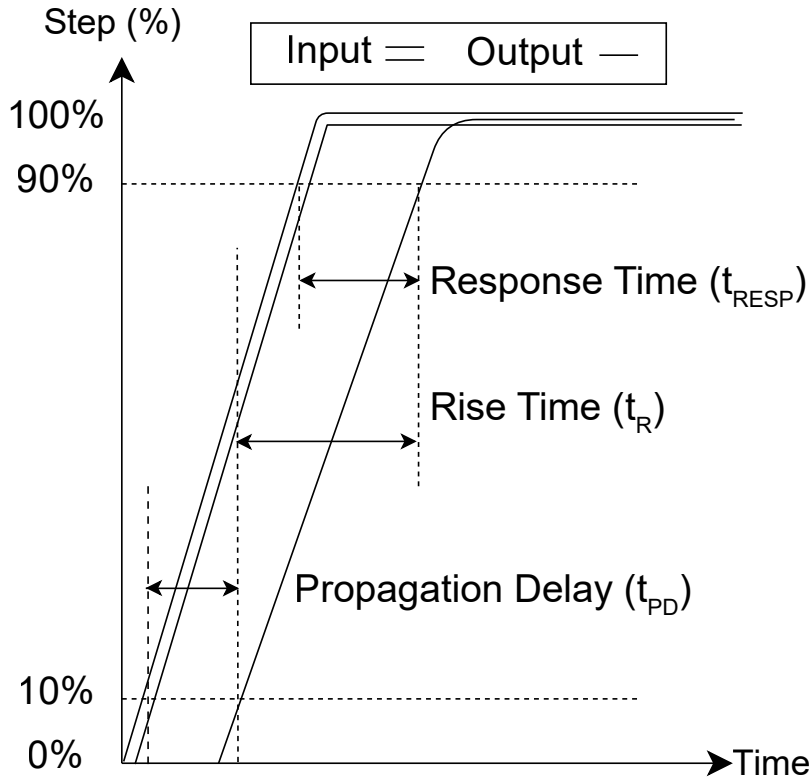 Step (%)
Input Output
100%
90%
Response Time (tRESP)
Rise Time (tR)
Propagation Delay (tPD)
10%
0%
Time